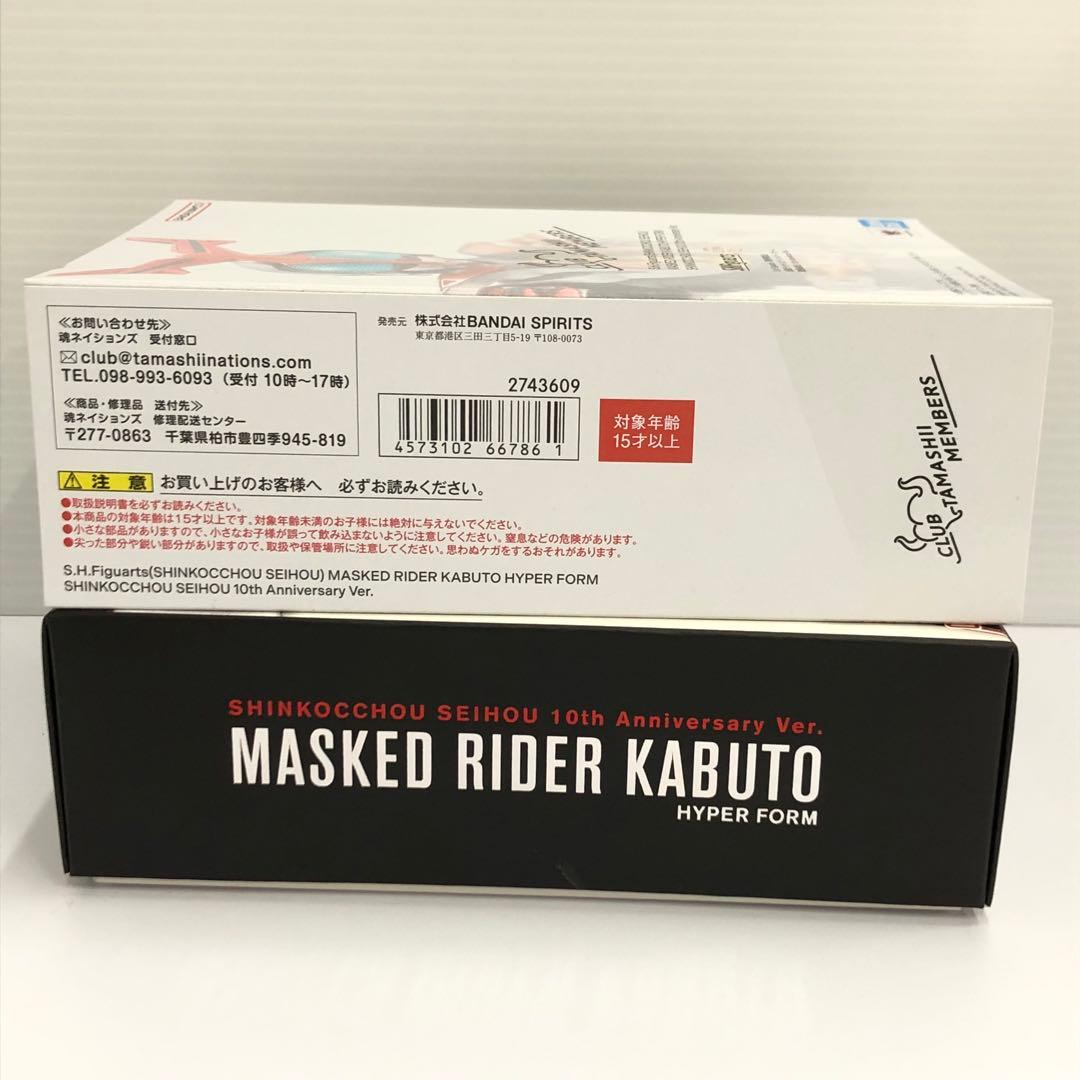 ≪お問い合わせ先≫
魂ネイションズ 受付窓口
club@tamashiinations.com
TEL.098-993-6093（受付 10時～17時）
≪商品・修理品 送付先≫
魂ネイションズ 修理配送センター
〒277-0863 千葉県柏市豊四季945-819
発売元 株式会社BANDAI SPIRITS
東京都港区三田三丁目5-19 〒108-0073
2743609
4573102 667861
対象年齢
15才以上
CLUB TAMASHII
MEMBERS
注意 お買い上げのお客様へ 必ずお読みください。
●取扱説明書を必ずお読みください。
●本商品の対象年齢は15才以上です。対象年齢未満のお子様には絶対に与えないでください。
●小さな部品がありますので、小さなお子様が誤って飲み込まないように注意してください。窒息などの危険があります。
●尖った部分や鋭い部分がありますので、取扱や保管場所に注意してください。思わぬケガをするおそれがあります。
S.H.Figuarts(SHINKOCCHOU SEIHOU) MASKED RIDER KABUTO HYPER FORM
SHINKOCCHOU SEIHOU 10th Anniversary Ver.
SHINKOCCHOU SEIHOU 10th Anniversary Ver.
MASKED RIDER KABUTO
HYPER FORM